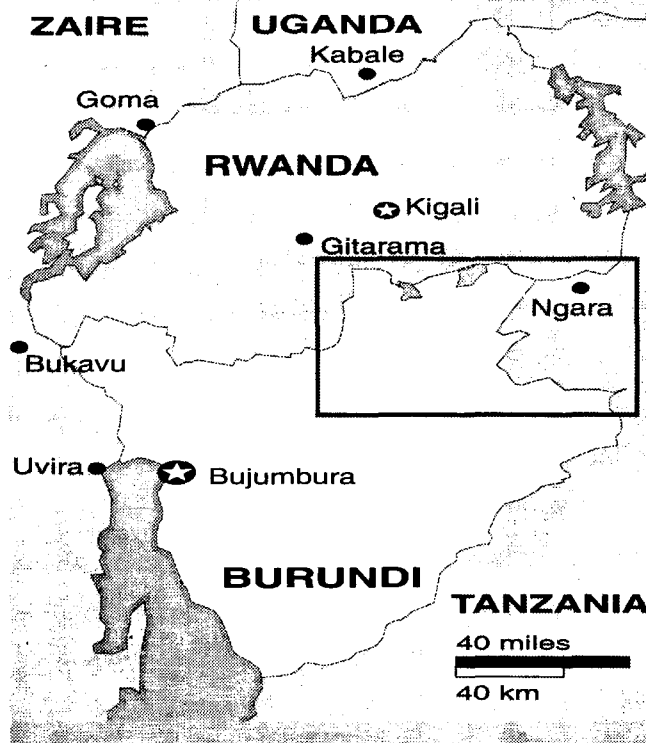 ZAIRE
UGANDA
Kabale
Goma
RWANDA
Kigali
Gitarama
Ngara
Bukavu
Uvira
Bujumbura
BURUNDI
TANZANIA
40 miles
40 km